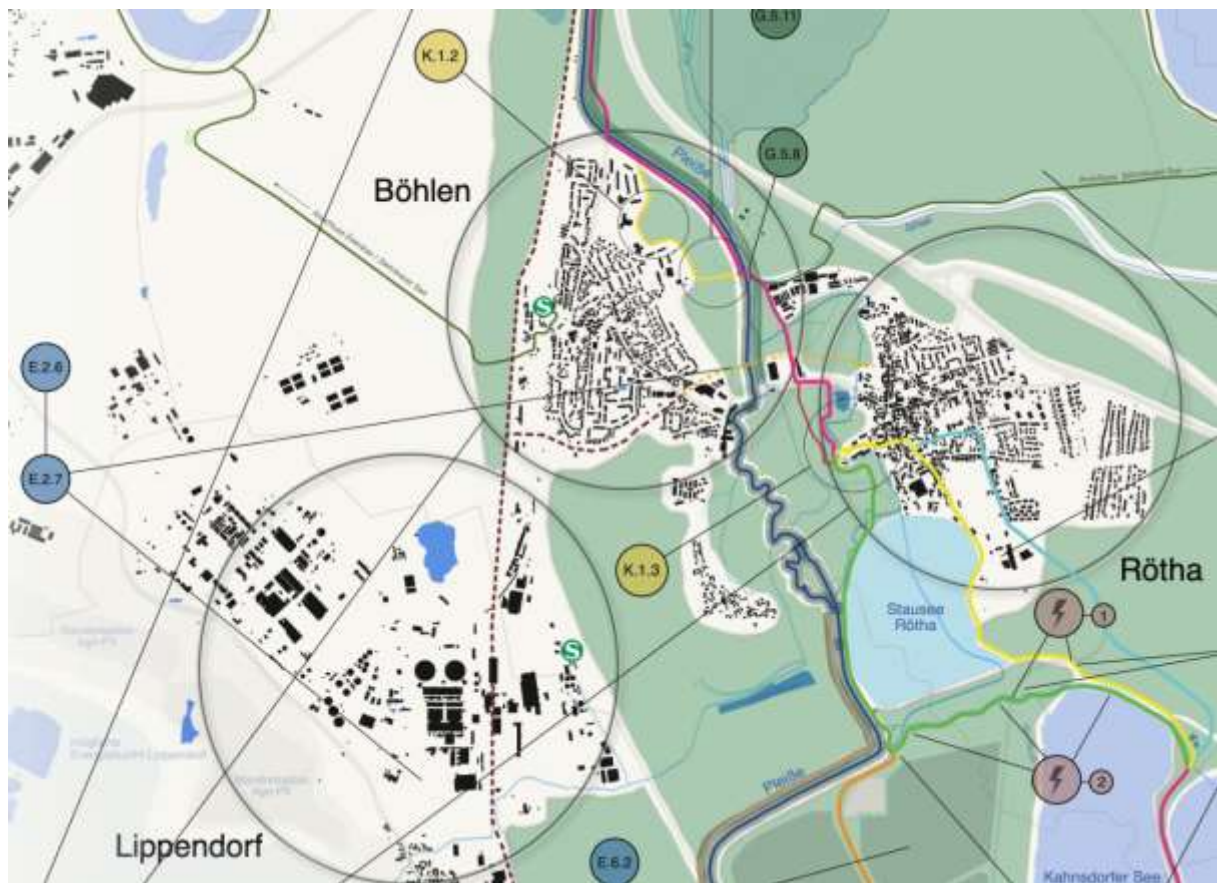 G.5.11
K.1.2
Pleiße
G.5.8
Böhlen
S
E.2.6
E.2.7
K.1.3
Rötha
Stausee
Rötha
1
S
2
Pleiße
Lippendorf
E.6.2
Kahnsdorfer See